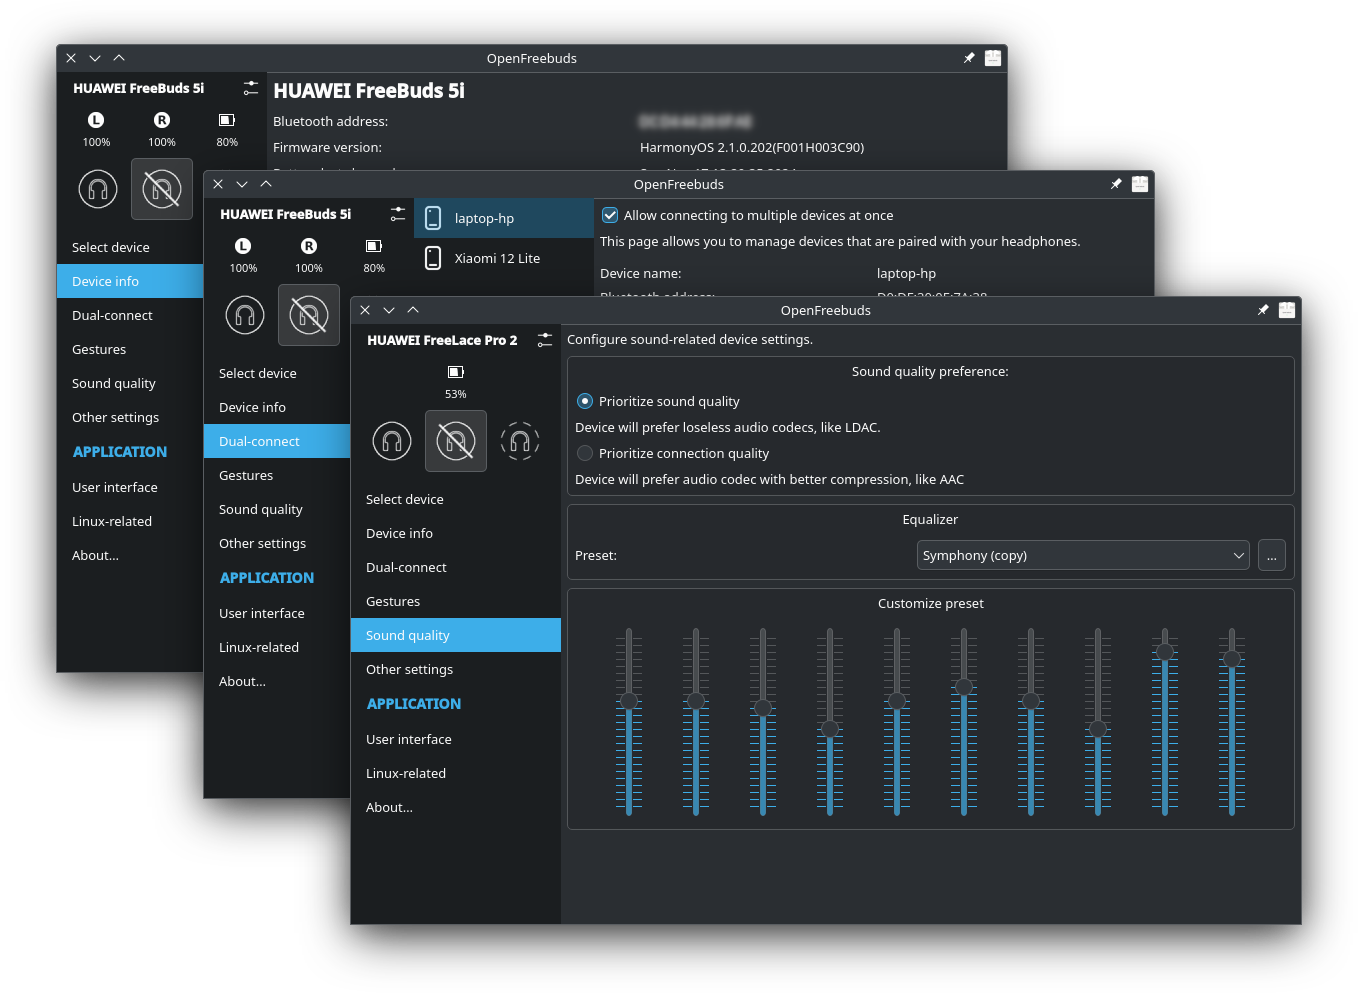 OpenFreebuds
HUAWEI FreeBuds 5i
L R
100% 100% 80%
Select device
Device info
Dual-connect
Gestures
Sound quality
Other settings
APPLICATION
User interface
Linux-related
About...
HUAWEI FreeBuds 5i
Bluetooth address:
Firmware version: HarmonyOS 2.1.0.202(F001H003C90)
OpenFreebuds
HUAWEI FreeBuds 5i
L R
100% 100% 80%
Select device
Device info
Dual-connect
Gestures
Sound quality
Other settings
APPLICATION
User interface
Linux-related
About...
laptop-hp
Xiaomi 12 Lite
Allow connecting to multiple devices at once
This page allows you to manage devices that are paired with your headphones.
Device name: laptop-hp
Bluetooth address:
OpenFreebuds
HUAWEI FreeLace Pro 2
53%
Select device
Device info
Dual-connect
Gestures
Sound quality
Other settings
APPLICATION
User interface
Linux-related
About...
Configure sound-related device settings.
Sound quality preference:
Prioritize sound quality
Device will prefer loseless audio codecs, like LDAC.
Prioritize connection quality
Device will prefer audio codec with better compression, like AAC
Equalizer
Preset: Symphony (copy) ...
Customize preset